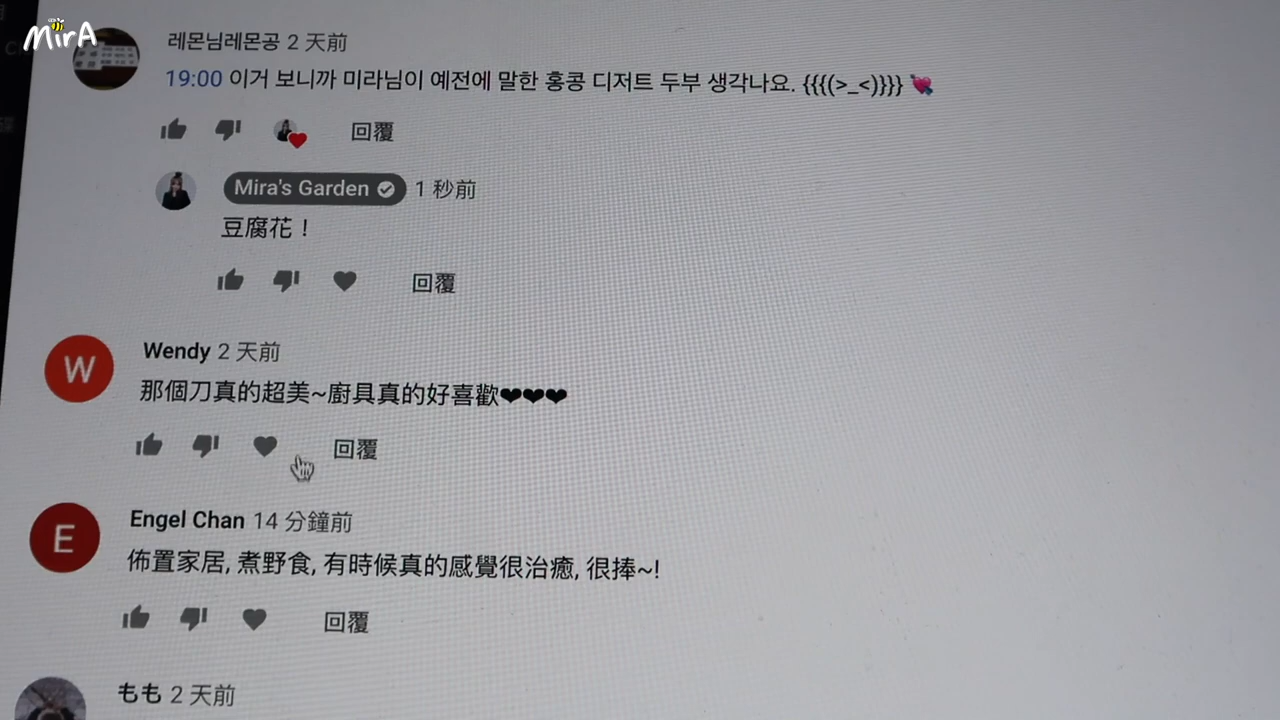 MirA
레몬님레몬공 2 天前
19:00 이거 보니까 미라님이 예전에 말한 홍콩 디저트 두부 생각나요. {{{{(>_<)}}}} 💘
回覆
Mira's Garden 1 秒前
豆腐花！
回覆
W
Wendy 2 天前
那個刀真的超美~廚具真的好喜歡❤❤❤
回覆
E
Engel Chan 14 分鐘前
佈置家居, 煮野食, 有時候真的感覺很治癒, 很捧~!
回覆
もも 2 天前